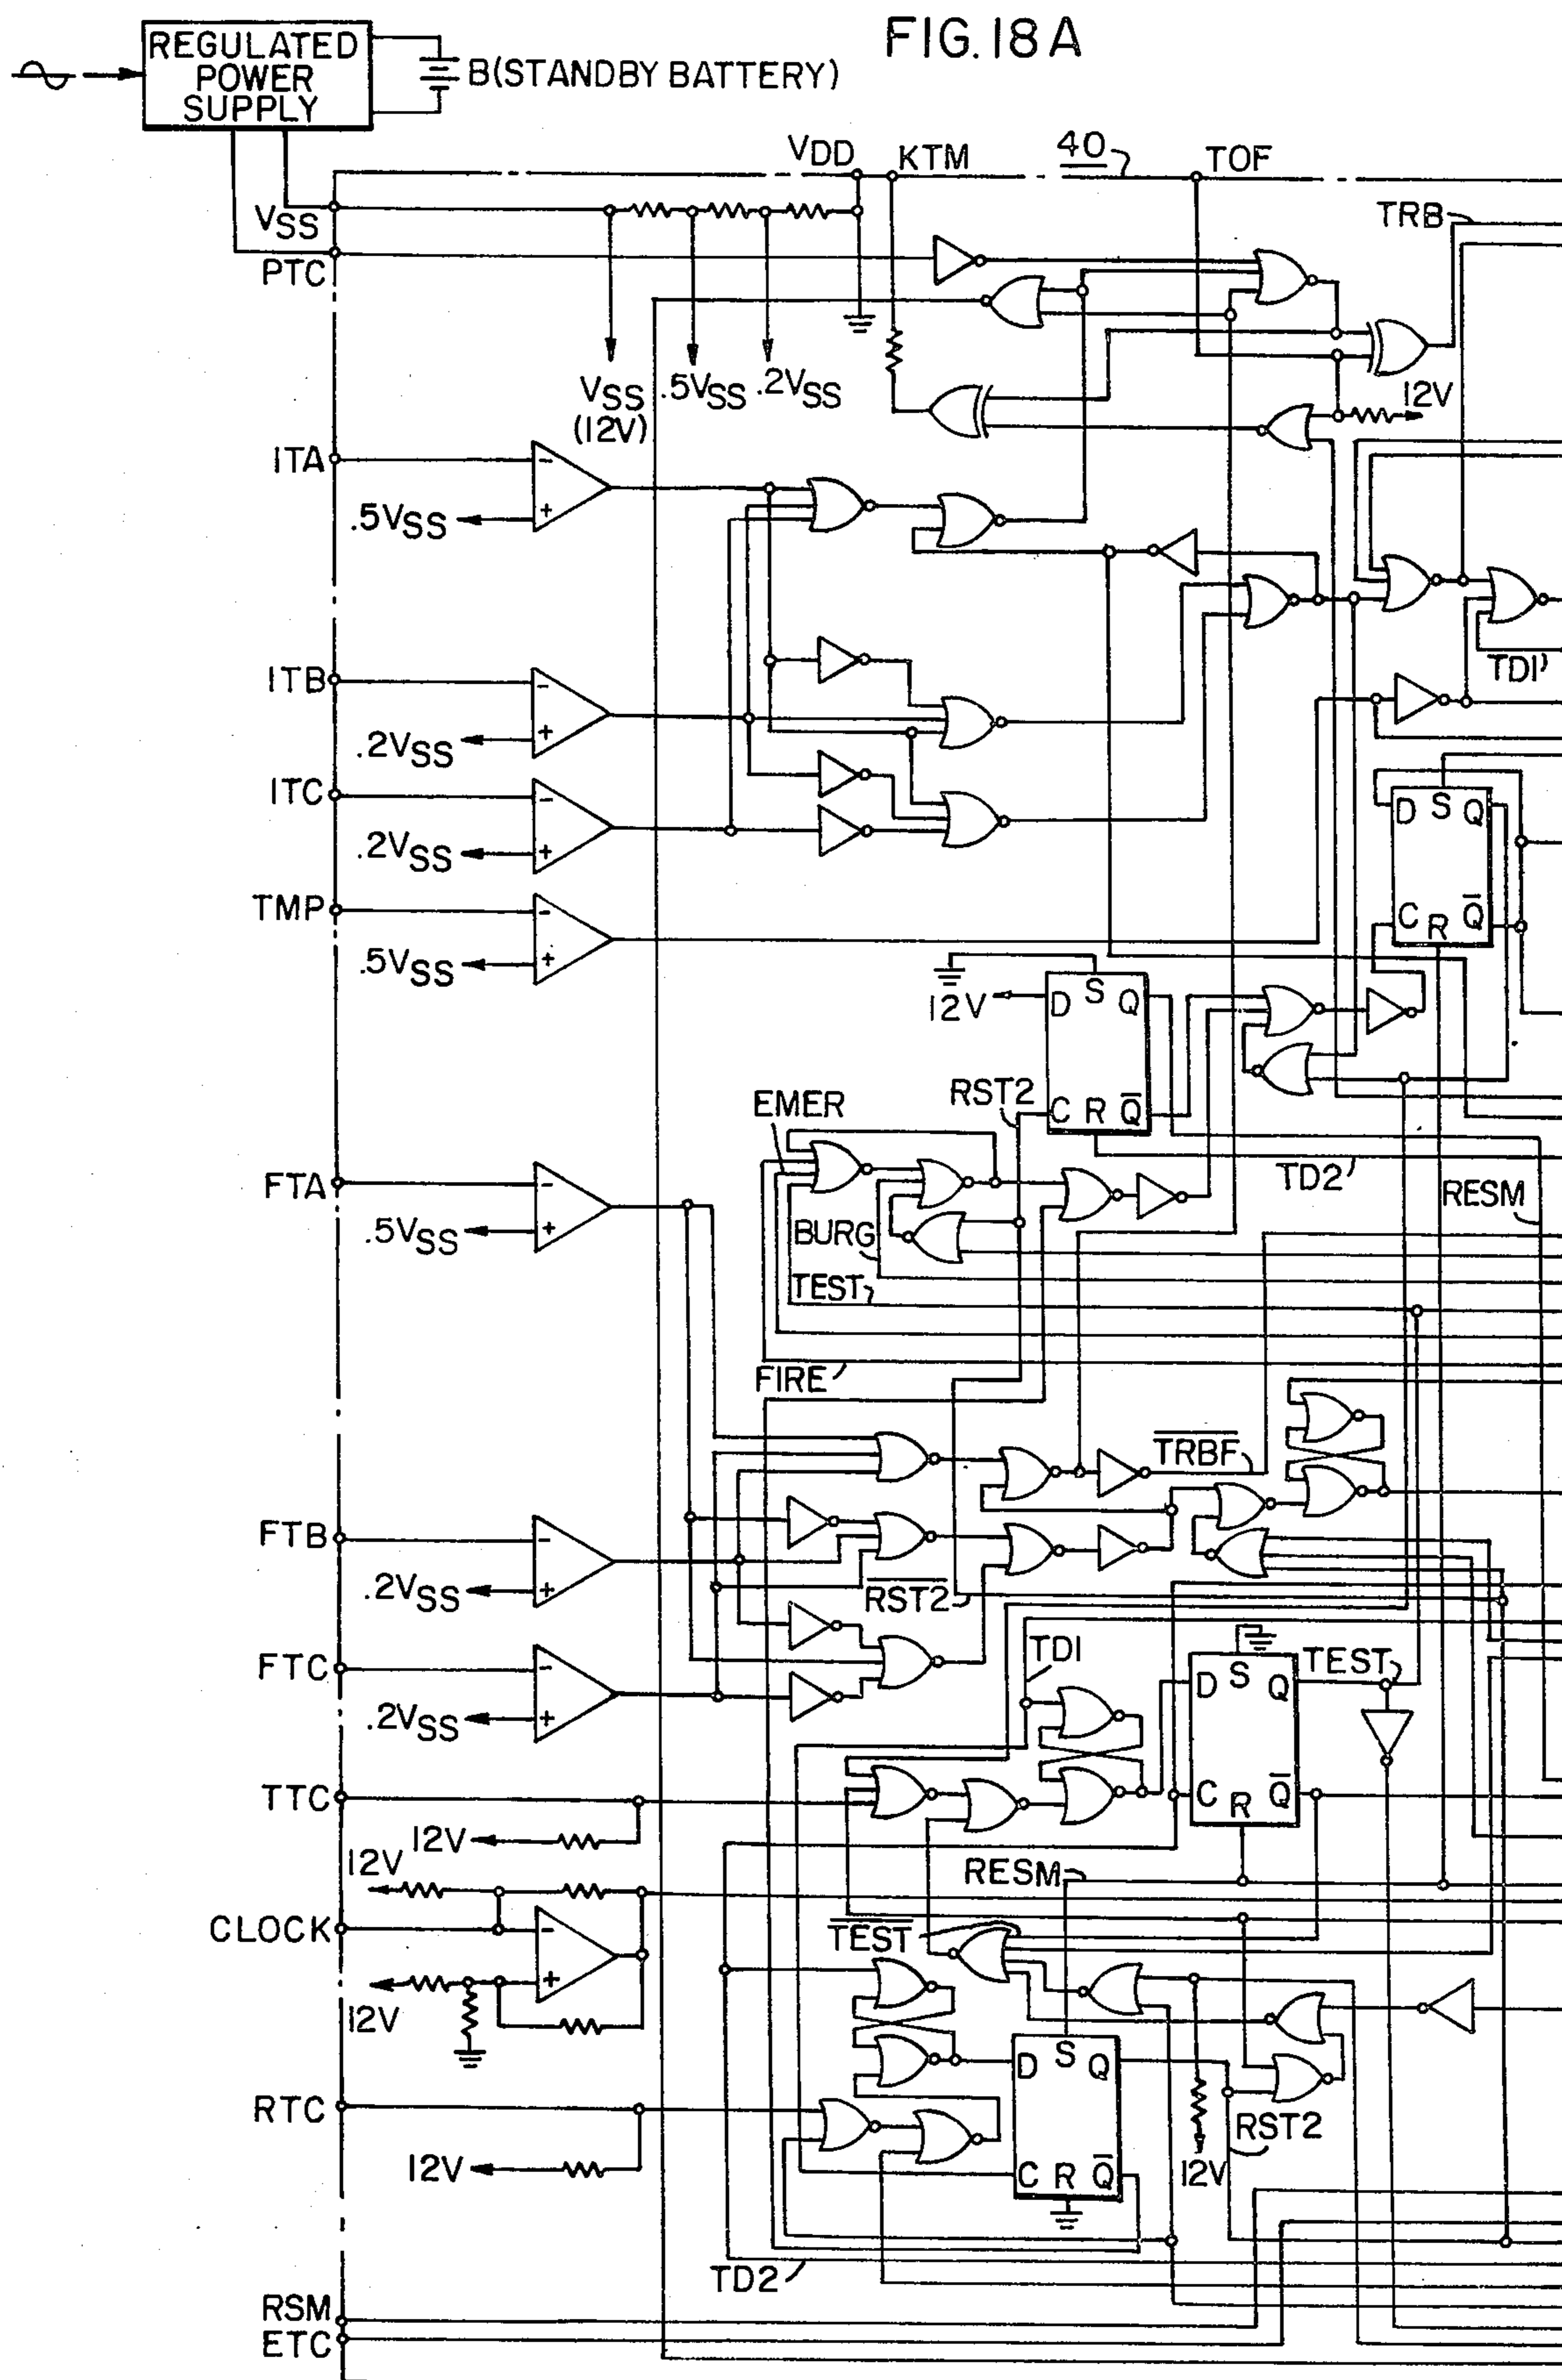 FIG. 18A
REGULATED
POWER
SUPPLY
B(STANDBY BATTERY)
VDD
KTM
40
TOF
VSS
TRB
PTC
VSS
(12V)
.5VSS
.2VSS
12V
ITA
- +
.5VSS
TD1'
ITB
- +
.2VSS
ITC
- +
.2VSS
D S Q
C R Q̅
TMP
- +
.5VSS
12V
D S Q
C R Q̅
RST2
EMER
TD2'
FTA
- +
.5VSS
RESM
BURG
TEST
FIRE
T̅R̅B̅F̅
FTB
- +
.2VSS
R̅S̅T̅2̅
FTC
- +
.2VSS
TD1
TEST
D S Q
C R Q̅
TTC
12V
12V
RESM
CLOCK
- +
T̅E̅S̅T̅
12V
D S Q
C R Q̅
RTC
12V
RST2
12V
TD2
RSM
ETC